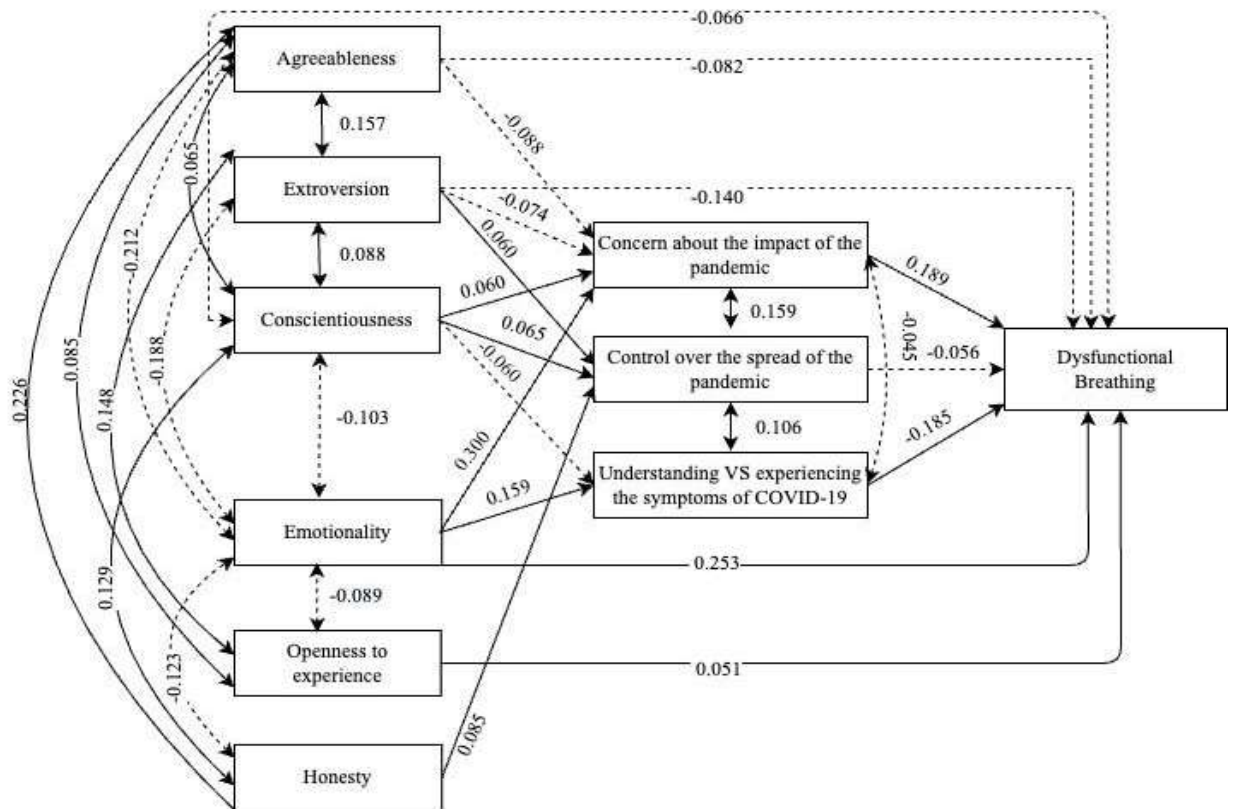 -0.066
Agreeableness
-0.082
0.157
-0.088
0.065
Extroversion
-0.140
-0.074
0.060
-0.212
0.088
Concern about the impact of the
pandemic
0.189
0.060
Conscientiousness
0.159
0.065
-0.045
-0.188
-0.060
Control over the spread of the
pandemic
-0.056
Dysfunctional
Breathing
0.085
0.148
0.226
-0.103
0.106
-0.185
0.300
Understanding VS experiencing
the symptoms of COVID-19
0.159
Emotionality
0.253
0.129
-0.089
Openness to
experience
0.051
-0.123
0.085
Honesty